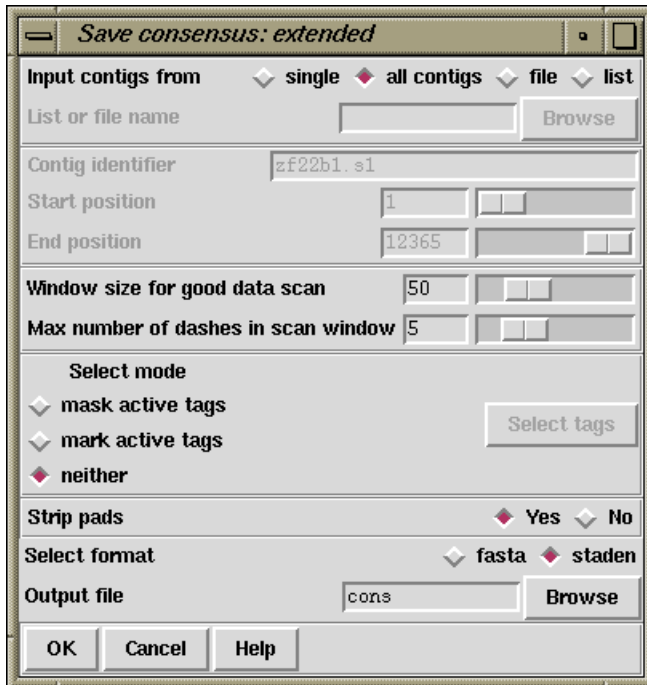 Save consensus: extended
Input contigs from single all contigs file list
List or file name Browse
Contig identifier zf22b1.s1
Start position 1
End position 12365
Window size for good data scan 50
Max number of dashes in scan window 5
Select mode
mask active tags
Select tags
mark active tags
neither
Strip pads Yes No
Select format fasta staden
Output file cons Browse
OK Cancel Help